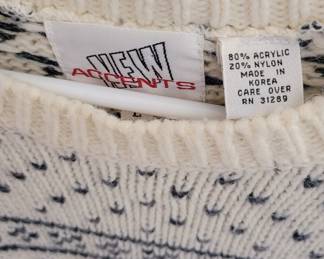 NEW
ACCENTS
80% ACRYLIC
20% NYLON
MADE IN
KOREA
CARE OVER
RN 31289